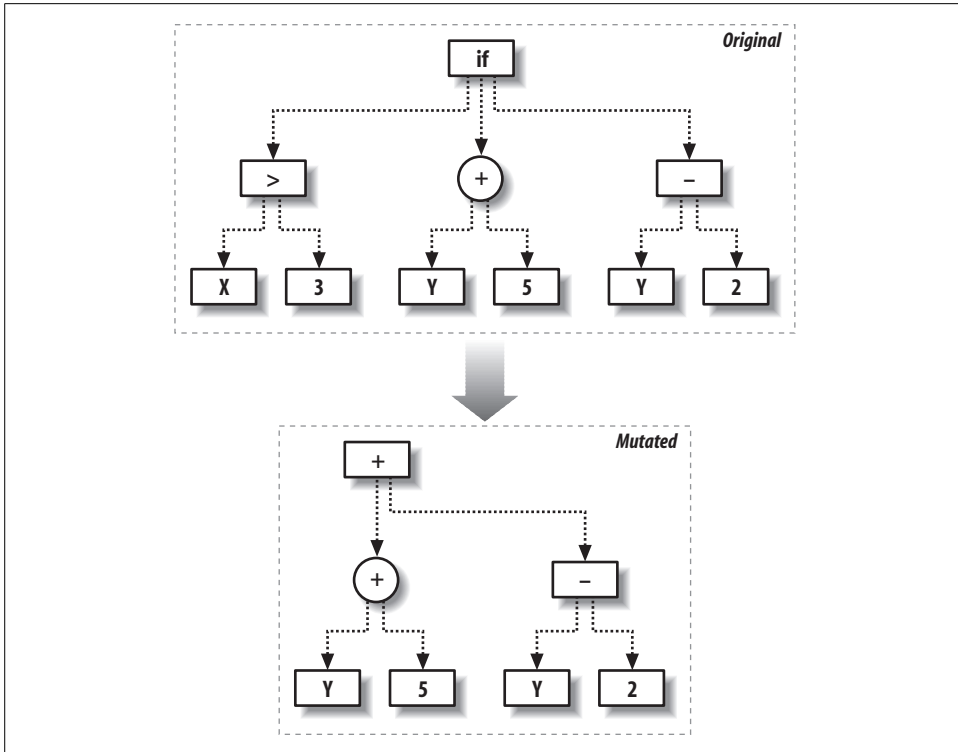 Original
if
> + –
X 3 Y 5 Y 2
Mutated
+
+ –
Y 5 Y 2